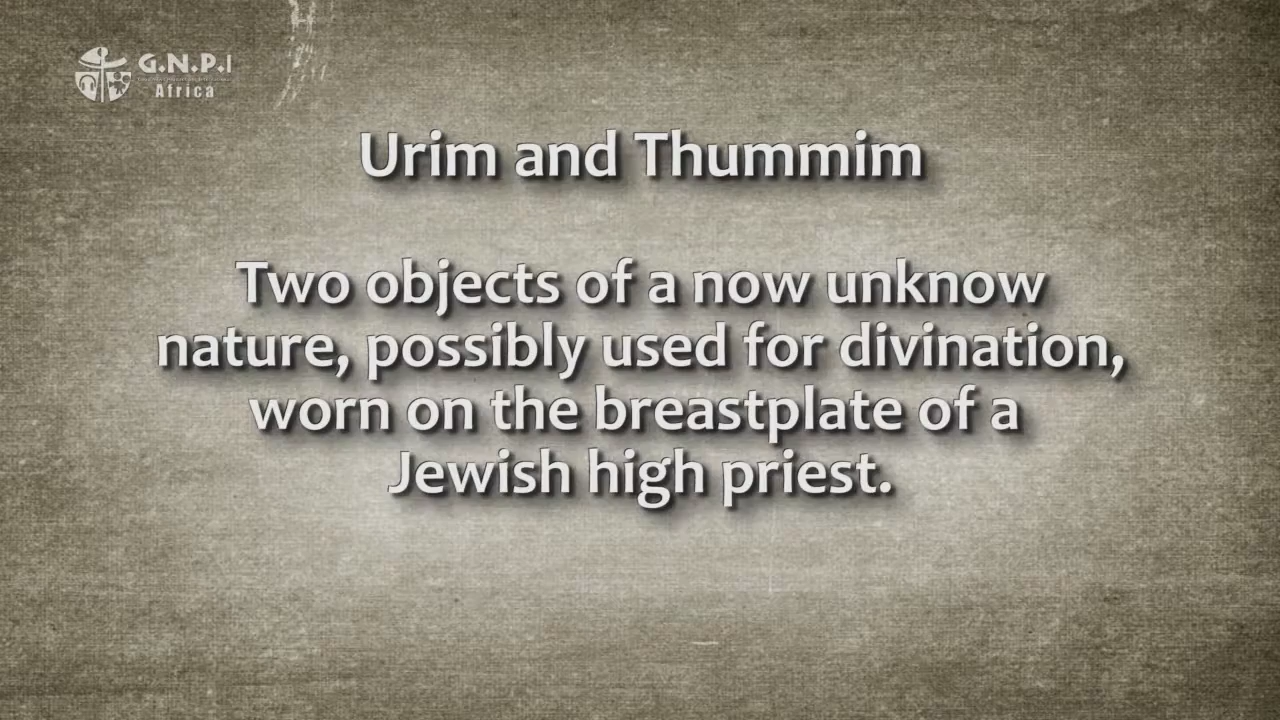 G.N.P.I
Africa
Urim and Thummim
Two objects of a now unknow
nature, possibly used for divination,
worn on the breastplate of a
Jewish high priest.